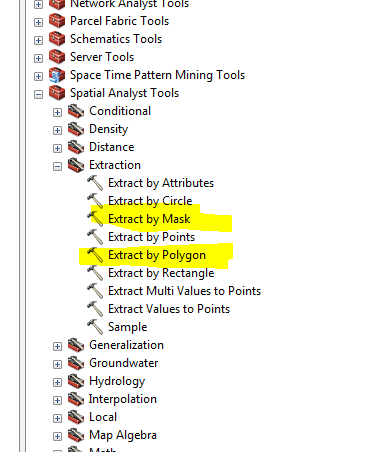 Network Analyst Tools
Parcel Fabric Tools
Schematics Tools
Server Tools
Space Time Pattern Mining Tools
Spatial Analyst Tools
Conditional
Density
Distance
Extraction
Extract by Attributes
Extract by Circle
Extract by Mask
Extract by Points
Extract by Polygon
Extract by Rectangle
Extract Multi Values to Points
Extract Values to Points
Sample
Generalization
Groundwater
Hydrology
Interpolation
Local
Map Algebra
Math